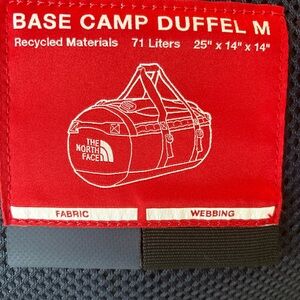 BASE CAMP DUFFEL M
Recycled Materials 71 Liters 25" x 14" x 14"
THE
NORTH
FACE
FABRIC WEBBING